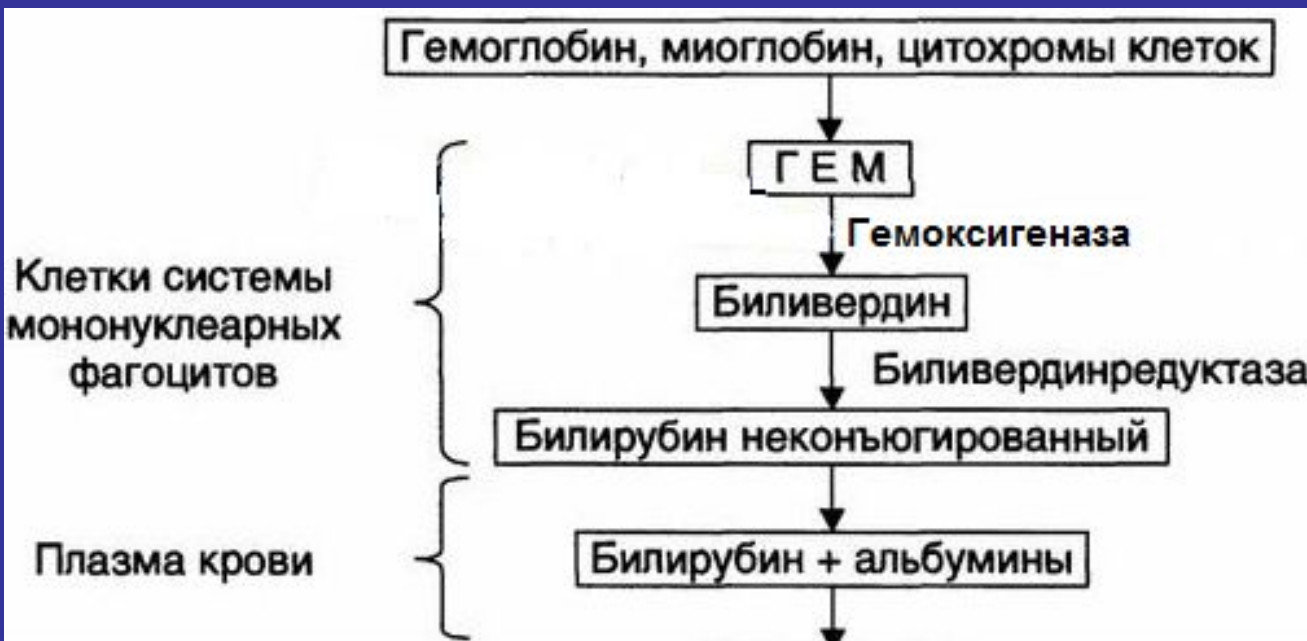 Гемоглобин, миоглобин, цитохромы клеток
ГЕМ
Гемоксигеназа
Клетки системы
мононуклеарных
фагоцитов
Биливердин
Биливердинредуктаза
Билирубин неконъюгированный
Плазма крови
Билирубин + альбумины